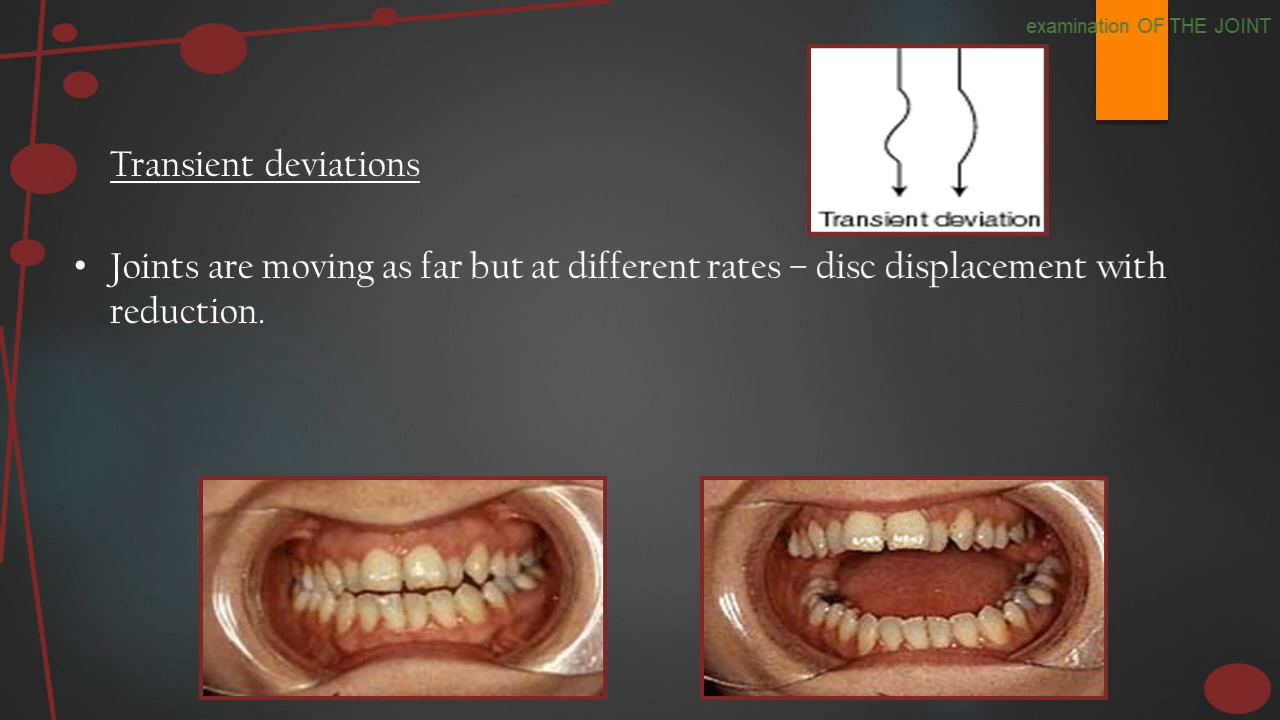 examination OF THE JOINT
Transient deviation
Transient deviations
• Joints are moving as far but at different rates – disc displacement with
reduction.